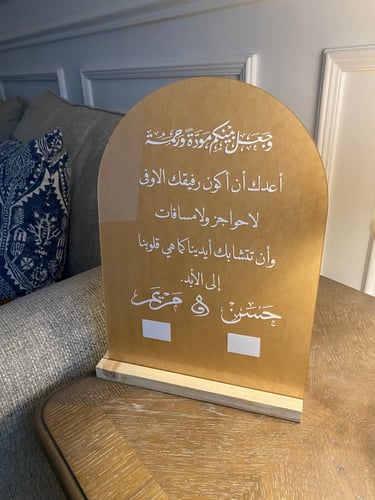 وجعل بينكم مودة ورحمة
أعدك أن أكون رفيقك الاوفى
لا حواجز ولا مسافات
وأن تتشابك أيدينا كما هي قلوبنا
إلى الأبد.
حسن و مريم